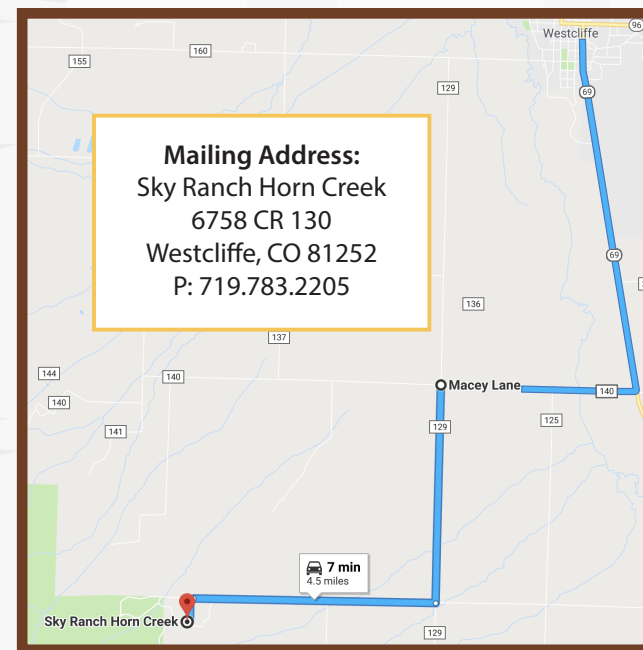 96
Westcliffe
160
155
129
69
Mailing Address:
Sky Ranch Horn Creek
6758 CR 130
Westcliffe, CO 81252
P: 719.783.2205
69
136
137
144
140
Macey Lane
140
140
125
129
141
7 min
4.5 miles
Sky Ranch Horn Creek
129